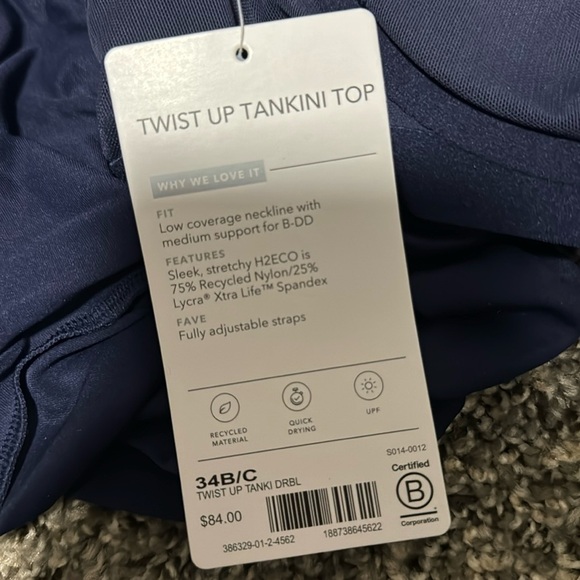 TWIST UP TANKINI TOP
WHY WE LOVE IT
FIT
Low coverage neckline with
medium support for B-DD
FEATURES
Sleek, stretchy H2ECO is
75% Recycled Nylon/25%
Lycra® Xtra Life™ Spandex
FAVE
Fully adjustable straps
RECYCLED
MATERIAL
QUICK
DRYING
UPF
S014-0012
34B/C
TWIST UP TANKI DRBL
$84.00
386329-01-2-4562
188738645622
Certified
B
Corporation